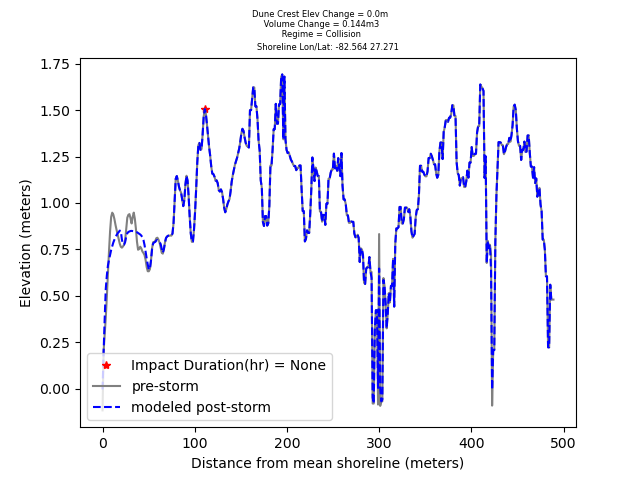 Dune Crest Elev Change = 0.0m
Volume Change = 0.144m3
Regime = Collision
Shoreline Lon/Lat: -82.564 27.271
1.75
1.50
1.25
1.00
0.75
0.50
0.25
0.00
Elevation (meters)
Impact Duration(hr) = None
pre-storm
modeled post-storm
0 100 200 300 400 500
Distance from mean shoreline (meters)